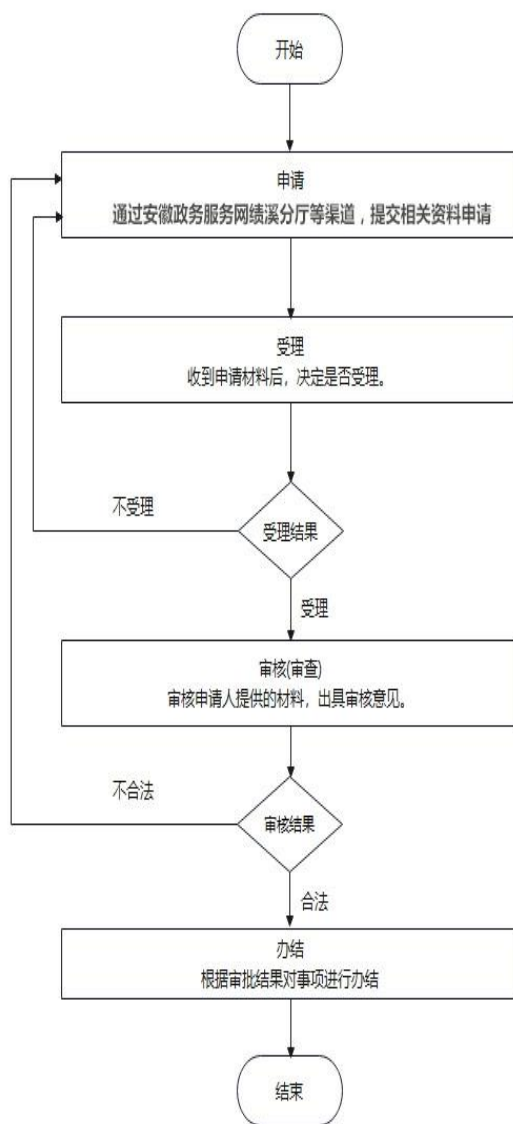 开始
申请
通过安徽政务服务网绩溪分厅等渠道，提交相关资料申请
受理
收到申请材料后，决定是否受理。
不受理
受理结果
受理
审核(审查)
审核申请人提供的材料，出具审核意见。
不合法
审核结果
合法
办结
根据审批结果对事项进行办结
结束